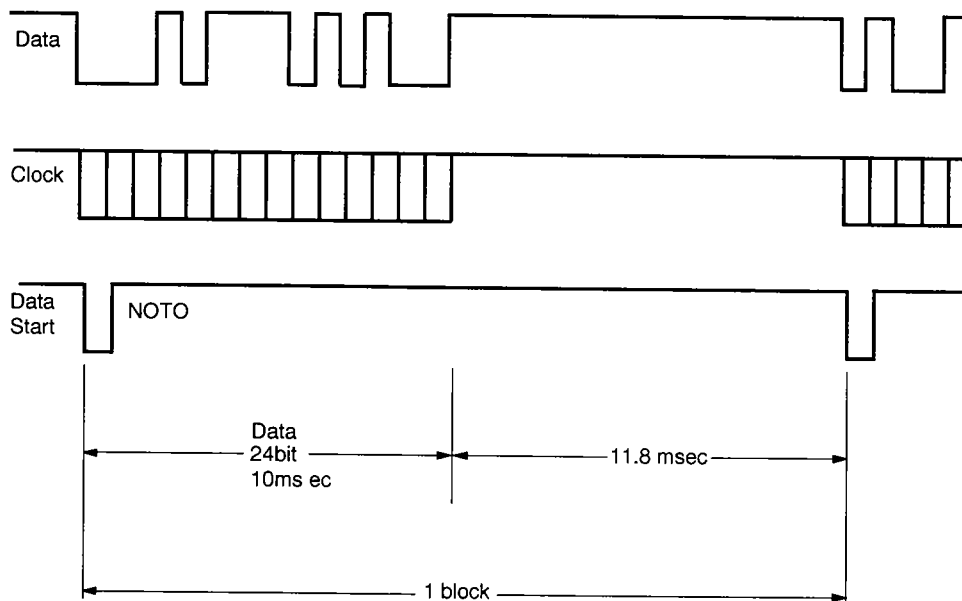 Data
Clock
Data
Start
NOTO
Data
24bit
10ms ec
11.8 msec
1 block